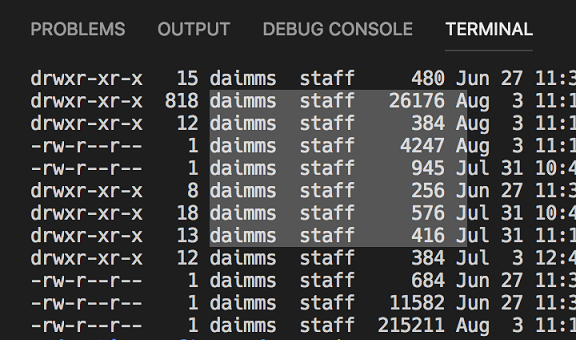 PROBLEMS OUTPUT DEBUG CONSOLE TERMINAL
drwxr-xr-x 15 daimms staff 480 Jun 27 11:3
drwxr-xr-x 818 daimms staff 26176 Aug 3 11:1
drwxr-xr-x 12 daimms staff 384 Aug 3 11:1
-rw-r--r-- 1 daimms staff 4247 Aug 3 11:1
-rw-r--r-- 1 daimms staff 945 Jul 31 10:4
drwxr-xr-x 8 daimms staff 256 Jun 27 11:3
drwxr-xr-x 18 daimms staff 576 Jul 31 10:4
drwxr-xr-x 13 daimms staff 416 Jul 31 11:1
drwxr-xr-x 12 daimms staff 384 Jul 3 12:4
-rw-r--r-- 1 daimms staff 684 Jun 27 11:3
-rw-r--r-- 1 daimms staff 11582 Jun 27 11:3
-rw-r--r-- 1 daimms staff 215211 Aug 3 11:1